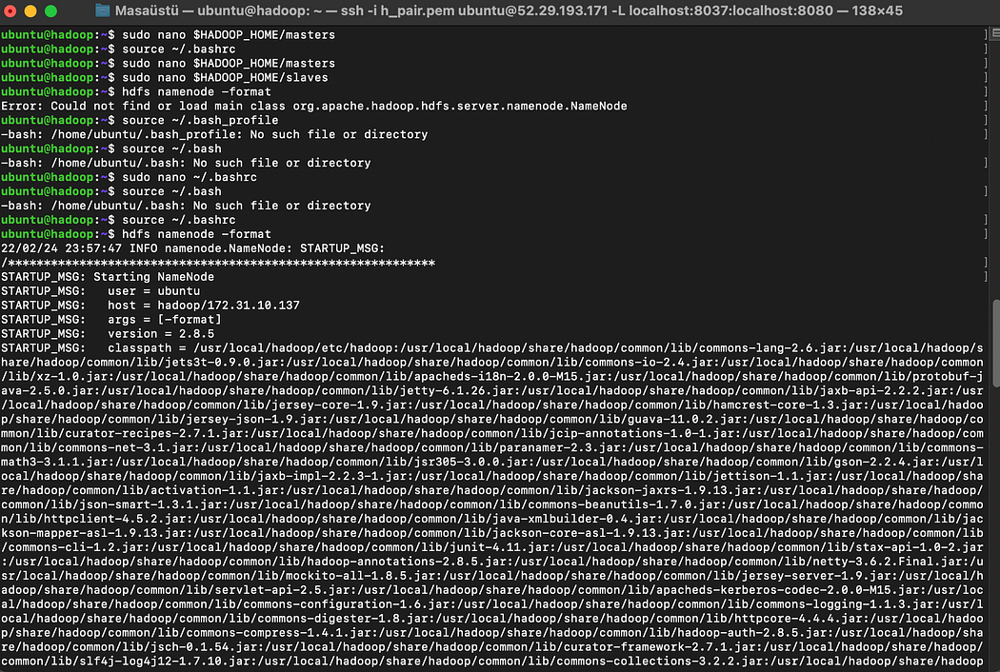 Masaüstü — ubuntu@hadoop: ~ — ssh -i h_pair.pem ubuntu@52.29.193.171 -L localhost:8037:localhost:8080 — 138×45
ubuntu@hadoop:~$ sudo nano $HADOOP_HOME/masters
ubuntu@hadoop:~$ source ~/.bashrc
ubuntu@hadoop:~$ sudo nano $HADOOP_HOME/masters
ubuntu@hadoop:~$ sudo nano $HADOOP_HOME/slaves
ubuntu@hadoop:~$ hdfs namenode -format
Error: Could not find or load main class org.apache.hadoop.hdfs.server.namenode.NameNode
ubuntu@hadoop:~$ source ~/.bash_profile
-bash: /home/ubuntu/.bash_profile: No such file or directory
ubuntu@hadoop:~$ source ~/.bash
-bash: /home/ubuntu/.bash: No such file or directory
ubuntu@hadoop:~$ sudo nano ~/.bashrc
ubuntu@hadoop:~$ source ~/.bash
-bash: /home/ubuntu/.bash: No such file or directory
ubuntu@hadoop:~$ source ~/.bashrc
ubuntu@hadoop:~$ hdfs namenode -format
22/02/24 23:57:47 INFO namenode.NameNode: STARTUP_MSG:
/************************************************************
STARTUP_MSG: Starting NameNode
STARTUP_MSG:   user = ubuntu
STARTUP_MSG:   host = hadoop/172.31.10.137
STARTUP_MSG:   args = [-format]
STARTUP_MSG:   version = 2.8.5
STARTUP_MSG:   classpath = /usr/local/hadoop/etc/hadoop:/usr/local/hadoop/share/hadoop/common/lib/commons-lang-2.6.jar:/usr/local/hadoop/s
hare/hadoop/common/lib/jets3t-0.9.0.jar:/usr/local/hadoop/share/hadoop/common/lib/commons-io-2.4.jar:/usr/local/hadoop/share/hadoop/common
/lib/xz-1.0.jar:/usr/local/hadoop/share/hadoop/common/lib/apacheds-i18n-2.0.0-M15.jar:/usr/local/hadoop/share/hadoop/common/lib/protobuf-j
ava-2.5.0.jar:/usr/local/hadoop/share/hadoop/common/lib/jetty-6.1.26.jar:/usr/local/hadoop/share/hadoop/common/lib/jaxb-api-2.2.2.jar:/usr
/local/hadoop/share/hadoop/common/lib/jersey-core-1.9.jar:/usr/local/hadoop/share/hadoop/common/lib/hamcrest-core-1.3.jar:/usr/local/hadoo
p/share/hadoop/common/lib/jersey-json-1.9.jar:/usr/local/hadoop/share/hadoop/common/lib/guava-11.0.2.jar:/usr/local/hadoop/share/hadoop/co
mmon/lib/curator-recipes-2.7.1.jar:/usr/local/hadoop/share/hadoop/common/lib/jcip-annotations-1.0-1.jar:/usr/local/hadoop/share/hadoop/com
mon/lib/commons-net-3.1.jar:/usr/local/hadoop/share/hadoop/common/lib/paranamer-2.3.jar:/usr/local/hadoop/share/hadoop/common/lib/commons-
math3-3.1.1.jar:/usr/local/hadoop/share/hadoop/common/lib/jsr305-3.0.0.jar:/usr/local/hadoop/share/hadoop/common/lib/gson-2.2.4.jar:/usr/l
ocal/hadoop/share/hadoop/common/lib/jaxb-impl-2.2.3-1.jar:/usr/local/hadoop/share/hadoop/common/lib/jettison-1.1.jar:/usr/local/hadoop/sha
re/hadoop/common/lib/activation-1.1.jar:/usr/local/hadoop/share/hadoop/common/lib/jackson-jaxrs-1.9.13.jar:/usr/local/hadoop/share/hadoop/
common/lib/json-smart-1.3.1.jar:/usr/local/hadoop/share/hadoop/common/lib/commons-beanutils-1.7.0.jar:/usr/local/hadoop/share/hadoop/commo
n/lib/httpclient-4.5.2.jar:/usr/local/hadoop/share/hadoop/common/lib/java-xmlbuilder-0.4.jar:/usr/local/hadoop/share/hadoop/common/lib/jac
kson-mapper-asl-1.9.13.jar:/usr/local/hadoop/share/hadoop/common/lib/jackson-core-asl-1.9.13.jar:/usr/local/hadoop/share/hadoop/common/lib
/commons-cli-1.2.jar:/usr/local/hadoop/share/hadoop/common/lib/junit-4.11.jar:/usr/local/hadoop/share/hadoop/common/lib/stax-api-1.0-2.jar
:/usr/local/hadoop/share/hadoop/common/lib/hadoop-annotations-2.8.5.jar:/usr/local/hadoop/share/hadoop/common/lib/netty-3.6.2.Final.jar:/u
sr/local/hadoop/share/hadoop/common/lib/mockito-all-1.8.5.jar:/usr/local/hadoop/share/hadoop/common/lib/jersey-server-1.9.jar:/usr/local/h
adoop/share/hadoop/common/lib/servlet-api-2.5.jar:/usr/local/hadoop/share/hadoop/common/lib/apacheds-kerberos-codec-2.0.0-M15.jar:/usr/loc
al/hadoop/share/hadoop/common/lib/commons-configuration-1.6.jar:/usr/local/hadoop/share/hadoop/common/lib/commons-logging-1.1.3.jar:/usr/l
ocal/hadoop/share/hadoop/common/lib/commons-digester-1.8.jar:/usr/local/hadoop/share/hadoop/common/lib/httpcore-4.4.4.jar:/usr/local/hadoo
p/share/hadoop/common/lib/commons-compress-1.4.1.jar:/usr/local/hadoop/share/hadoop/common/lib/hadoop-auth-2.8.5.jar:/usr/local/hadoop/sha
re/hadoop/common/lib/jsch-0.1.54.jar:/usr/local/hadoop/share/hadoop/common/lib/curator-framework-2.7.1.jar:/usr/local/hadoop/share/hadoop/
common/lib/slf4j-log4j12-1.7.10.jar:/usr/local/hadoop/share/hadoop/common/lib/commons-collections-3.2.2.jar:/usr/local/hadoop/share/hadoop